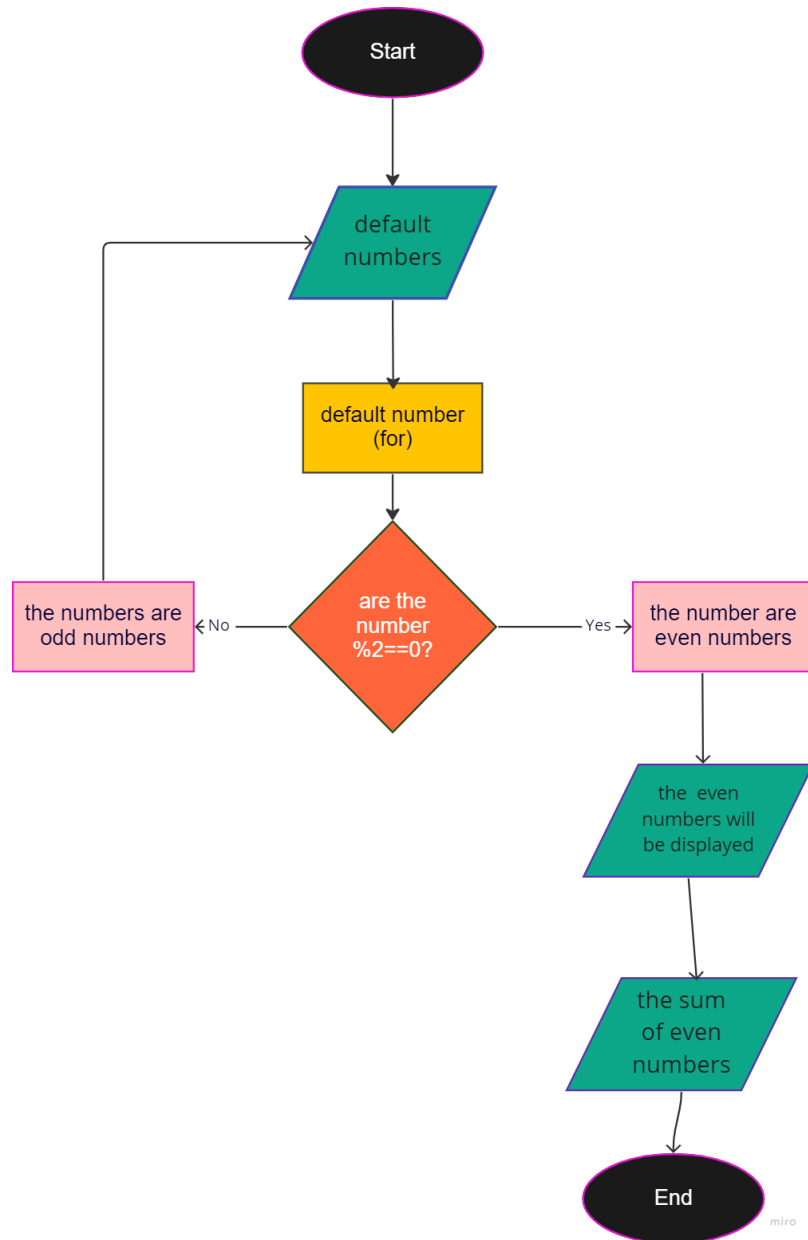 Start
default
numbers
default number
(for)
are the
number
%2==0?
No
the numbers are
odd numbers
Yes
the number are
even numbers
the even
numbers will
be displayed
the sum
of even
numbers
End
miro